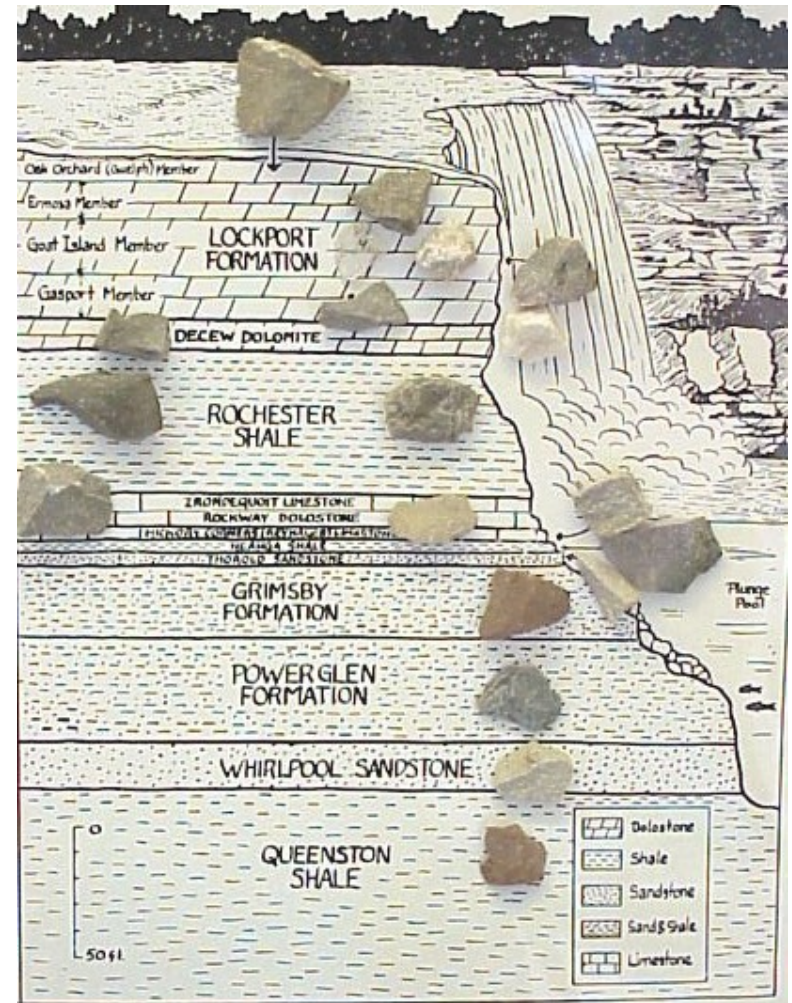 Oak Orchard (Guelph) Member
Eramosa Member
Goat Island Member
LOCKPORT
FORMATION
Gasport Member
DECEW DOLOMITE
ROCHESTER
SHALE
IRONDEQUOIT LIMESTONE
ROCKWAY DOLOSTONE
SHALE
THOROLD SANDSTONE
GRIMSBY
FORMATION
Plunge
Pool
POWER GLEN
FORMATION
WHIRLPOOL SANDSTONE
QUEENSTON
SHALE
0
50 ft.
Dolostone
Shale
Sandstone
Sand & Shale
Limestone